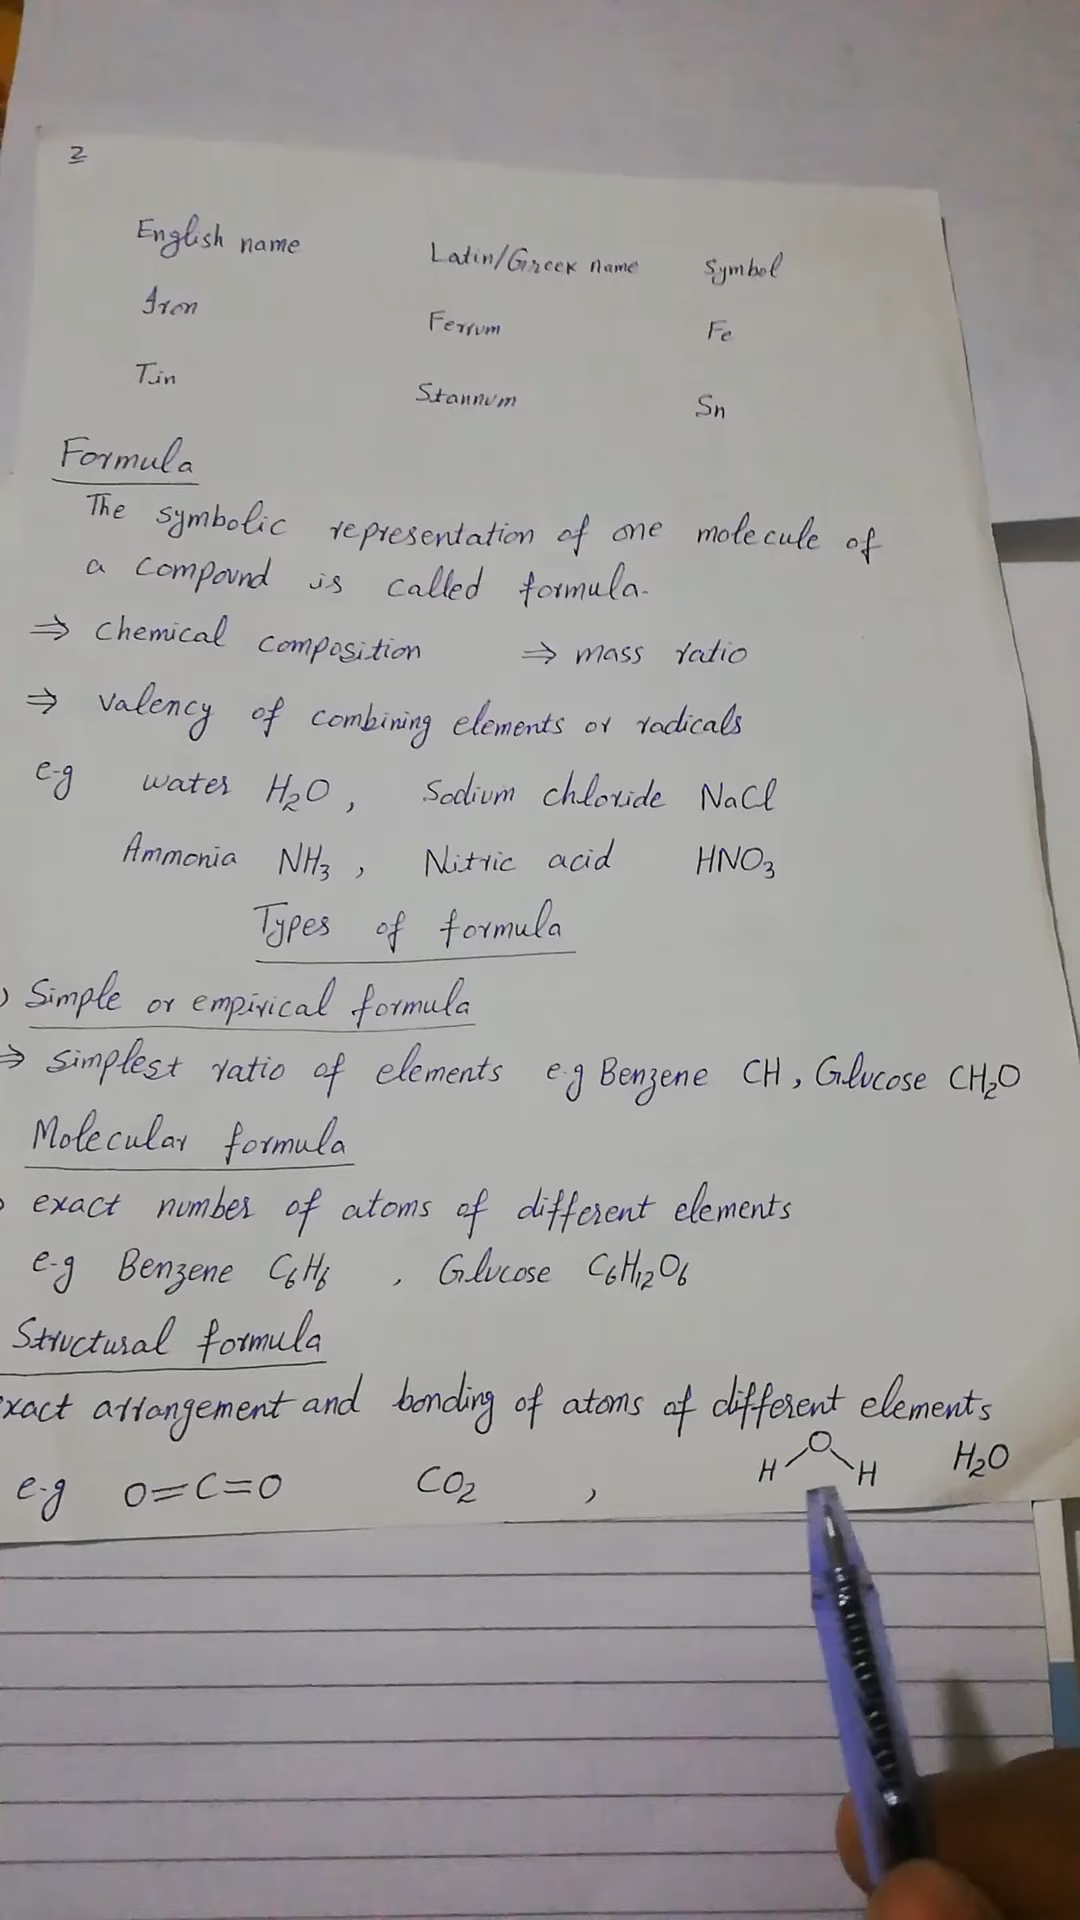 2
English name Latin/Greek name Symbol
Iron Ferrum Fe
Tin Stannum Sn
Formula
The symbolic representation of one molecule of
a compound is called formula.
⇒ chemical composition ⇒ mass ratio
⇒ valency of combining elements or radicals
e-g water H₂O, Sodium chloride NaCl
Ammonia NH₃, Nitric acid HNO₃
Types of formula
) Simple or empirical formula
⇒ simplest ratio of elements e.g Benzene CH, Glucose CH₂O
Molecular formula
exact number of atoms of different elements
e-g Benzene C₆H₆, Glucose C₆H₁₂O₆
Structural formula
xact arrangement and bonding of atoms of different elements
e-g O=C=O CO₂ , H O H H₂O